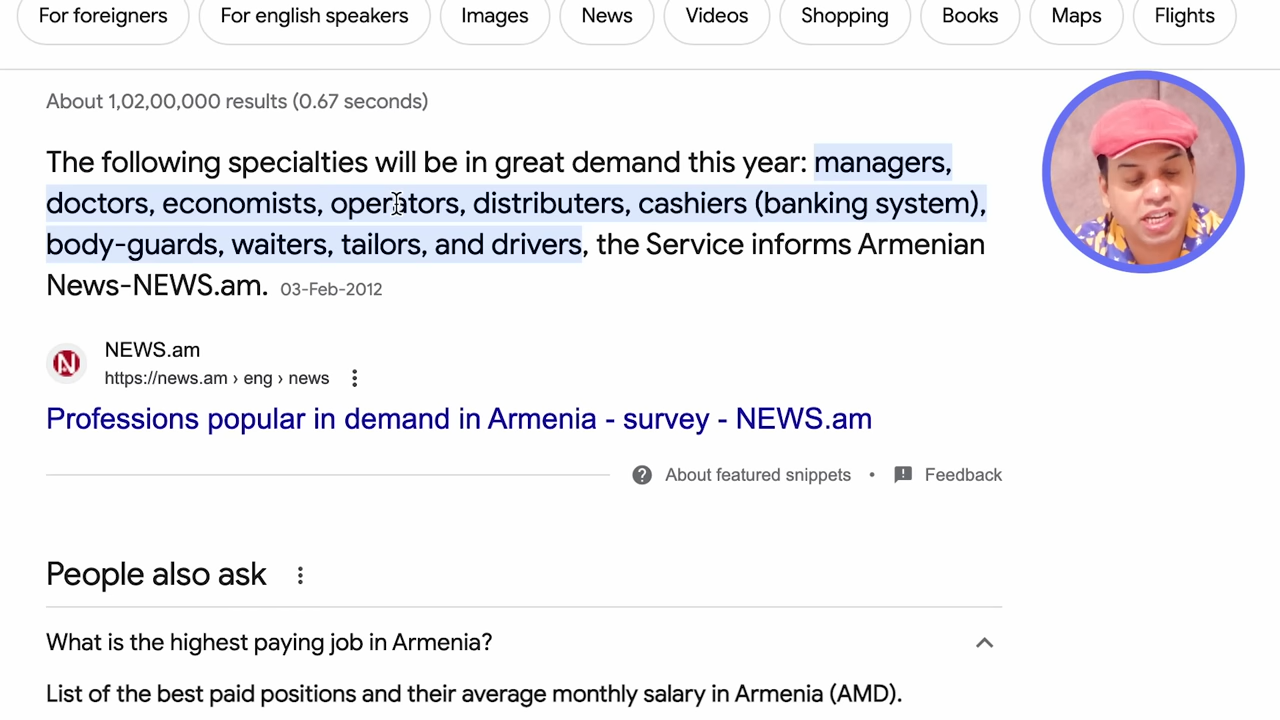 For foreigners For english speakers Images News Videos Shopping Books Maps Flights
About 1,02,00,000 results (0.67 seconds)
The following specialties will be in great demand this year: managers,
doctors, economists, operators, distributers, cashiers (banking system),
body-guards, waiters, tailors, and drivers, the Service informs Armenian
News-NEWS.am. 03-Feb-2012
N
NEWS.am
https://news.am › eng › news
Professions popular in demand in Armenia - survey - NEWS.am
About featured snippets • Feedback
People also ask
What is the highest paying job in Armenia?
List of the best paid positions and their average monthly salary in Armenia (AMD).